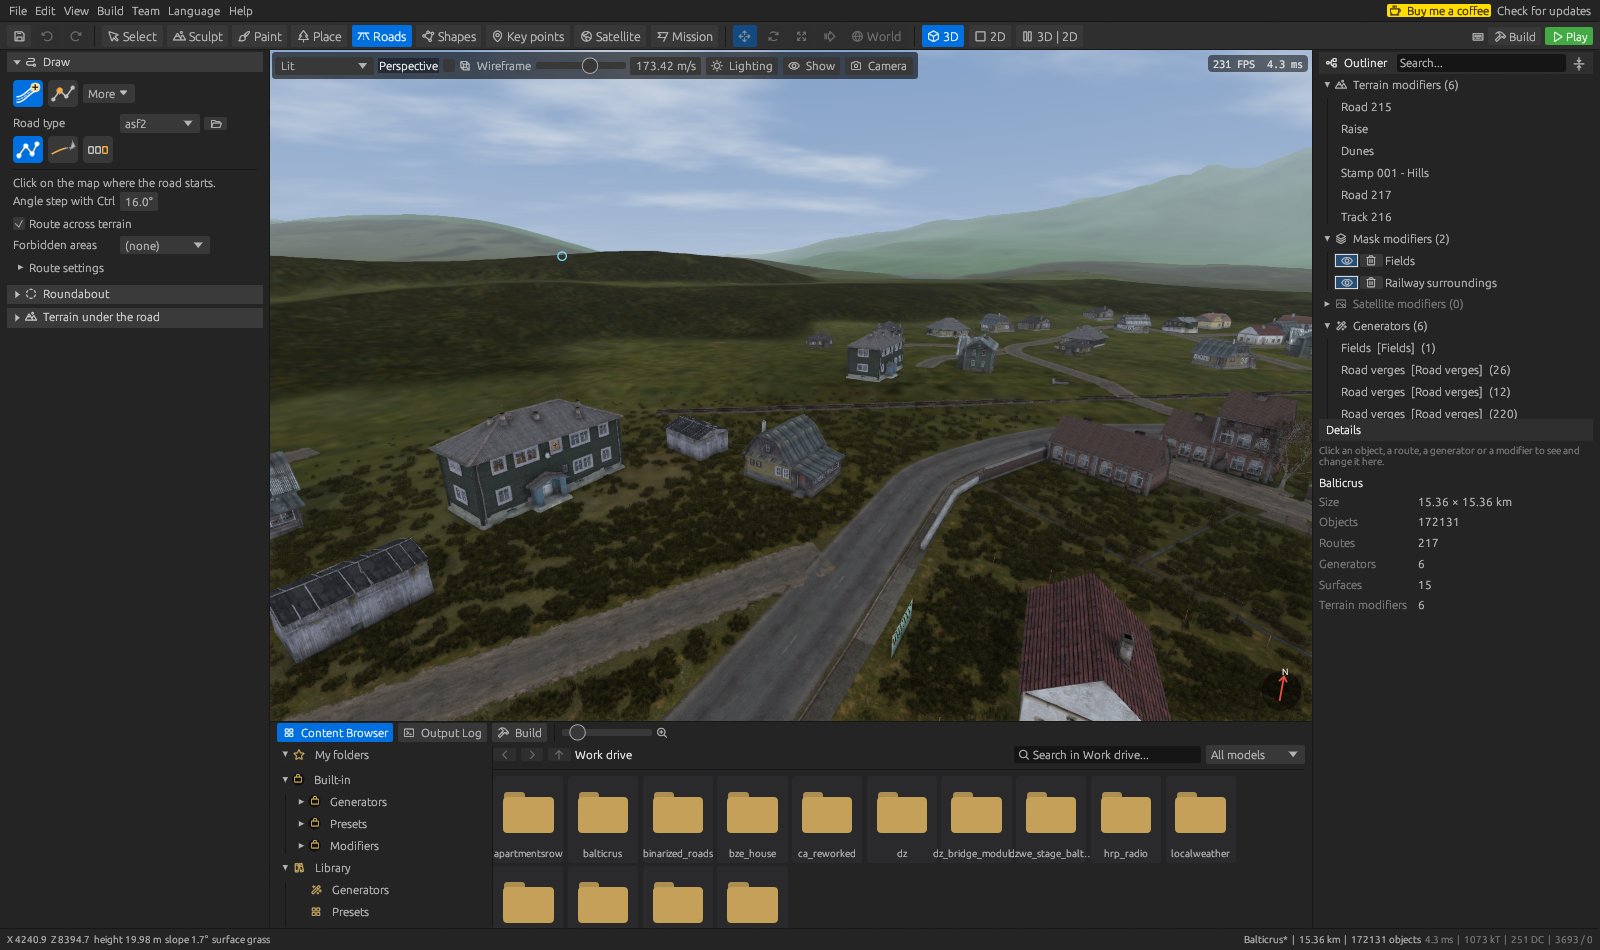 File Edit View Build Team Language Help
Buy me a coffee Check for updates
Select Sculpt Paint Place Roads Shapes Key points Satellite Mission World 3D 2D 3D | 2D Build Play
Draw
More
Road type asf2
Click on the map where the road starts.
Angle step with Ctrl 16.0°
Route across terrain
Forbidden areas (none)
Route settings
Roundabout
Terrain under the road
Lit Perspective Wireframe 173.42 m/s Lighting Show Camera
231 FPS 4.3 ms
N
Outliner Search...
Terrain modifiers (6)
Road 215
Raise
Dunes
Stamp 001 - Hills
Road 217
Track 216
Mask modifiers (2)
Fields
Railway surroundings
Satellite modifiers (0)
Generators (6)
Fields [Fields] (1)
Road verges [Road verges] (26)
Road verges [Road verges] (12)
Road verges [Road verges] (220)
Details
Click an object, a route, a generator or a modifier to see and
change it here.
Balticrus
Size 15.36 × 15.36 km
Objects 172131
Routes 217
Generators 6
Surfaces 15
Terrain modifiers 6
Content Browser Output Log Build
My folders
Built-in
Generators
Presets
Modifiers
Library
Generators
Presets
Work drive
Search in Work drive... All models
apartmentsrow balticrus binarized_roads bze_house ca_reworked dz dz_bridge_modul dzwe_stage_balt.. hrp_radio localweather
X 4240.9 Z 8394.7 height 19.98 m slope 1.7° surface grass
Balticrus* | 15.36 km | 172131 objects 4.3 ms | 1073 kT | 251 DC | 3693 / 0